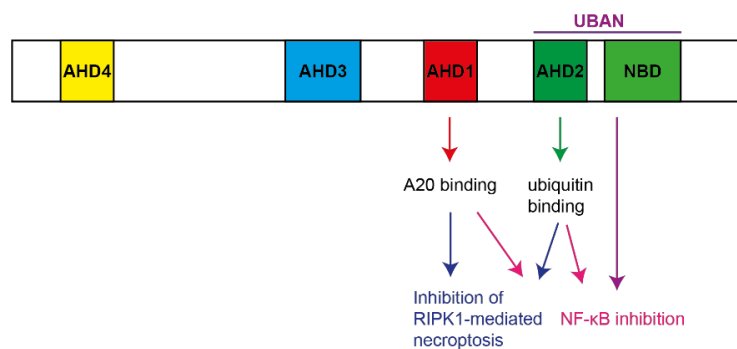 UBAN
AHD4
AHD3
AHD1
AHD2
NBD
A20 binding
ubiquitin
binding
Inhibition of
RIPK1-mediated
necroptosis
NF-κB inhibition